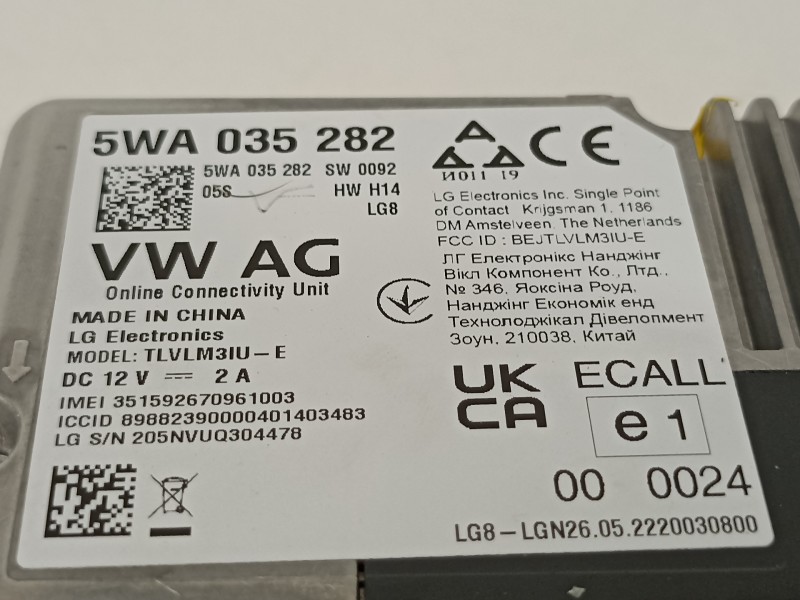 5WA 035 282
5WA 035 282 SW 0092
05S HW H14
LG8
VW AG
Online Connectivity Unit
MADE IN CHINA
LG Electronics
MODEL: TLVLM3IU-E
DC 12 V ⎓ 2 A
IMEI 351592670961003
ICCID 89882390000401403483
LG S/N 205NVUQ304478
CE
И011 19
LG Electronics Inc. Single Point
of Contact Krijgsman 1, 1186
DM Amstelveen, The Netherlands
FCC ID : BEJTLVLM3IU-E
ЛГ Електронікс Нанджінг
Вікл Компонент Ко., Лтд.,
№ 346, Яоксіна Роуд,
Нанджінг Економік енд
Технолоджікал Дівелопмент
Зоун, 210038, Китай
UK
CA
ECALL
e1
00 0024
LG8-LGN26.05.2220030800